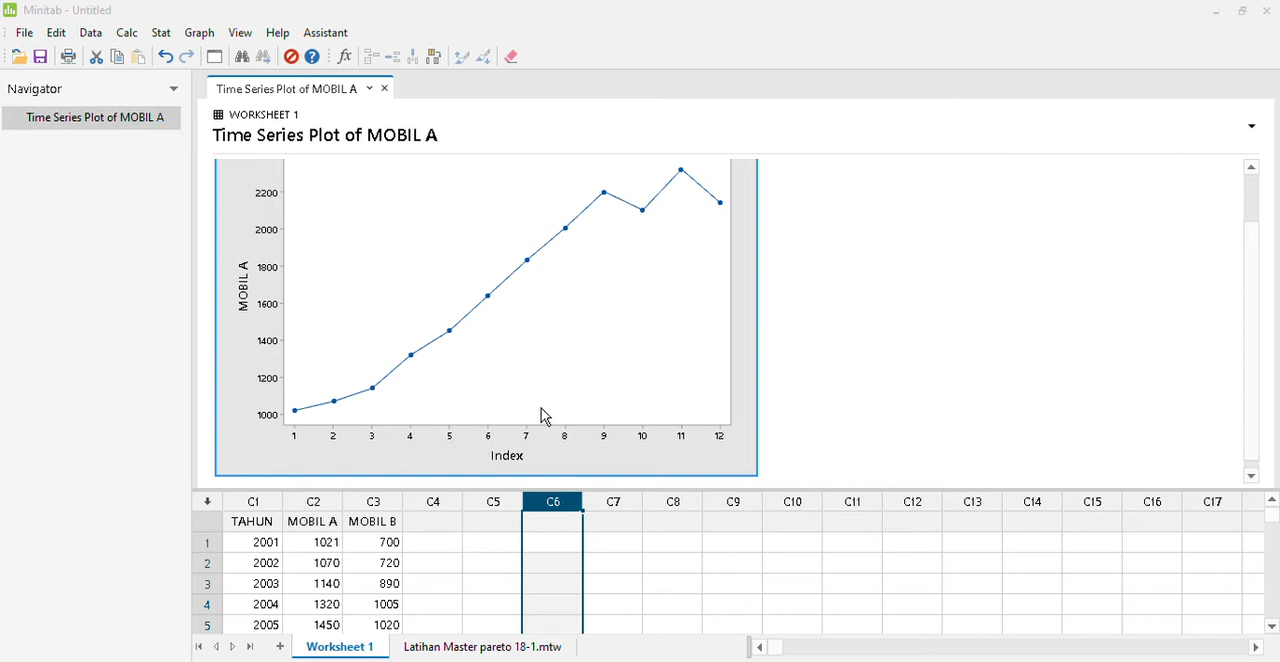 Minitab - Untitled
File Edit Data Calc Stat Graph View Help Assistant
Navigator
Time Series Plot of MOBIL A
Time Series Plot of MOBIL A
WORKSHEET 1
Time Series Plot of MOBIL A
2200
2000
1800
1600
1400
1200
1000
MOBIL A
1 2 3 4 5 6 7 8 9 10 11 12
Index
C1 C2 C3 C4 C5 C6 C7 C8 C9 C10 C11 C12 C13 C14 C15 C16 C17
TAHUN MOBIL A MOBIL B
1 2001 1021 700
2 2002 1070 720
3 2003 1140 890
4 2004 1320 1005
5 2005 1450 1020
Worksheet 1 Latihan Master pareto 18-1.mtw